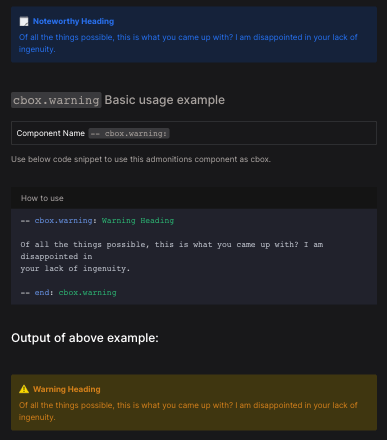 Noteworthy Heading
Of all the things possible, this is what you came up with? I am disappointed in your lack of
ingenuity.
cbox.warning Basic usage example
Component Name -- cbox.warning:
Use below code snippet to use this admonitions component as cbox.
How to use
-- cbox.warning: Warning Heading
Of all the things possible, this is what you came up with? I am
disappointed in
your lack of ingenuity.
-- end: cbox.warning
Output of above example:
Warning Heading
Of all the things possible, this is what you came up with? I am disappointed in your lack of
ingenuity.